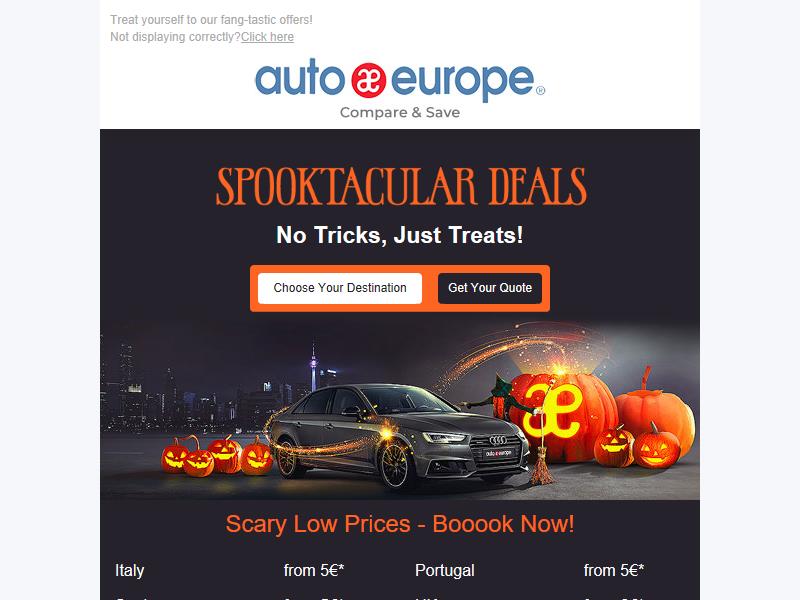 Treat yourself to our fang-tastic offers!
Not displaying correctly?Click here
auto æ europe®
Compare & Save
SPOOKTACULAR DEALS
No Tricks, Just Treats!
Choose Your Destination Get Your Quote
æ
auto æ europe
Scary Low Prices - Booook Now!
Italy from 5€* Portugal from 5€*